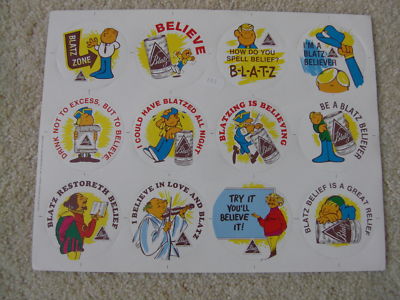 BLATZ
ZONE
BELIEVE
Blatz
HOW DO YOU
SPELL BELIEF?
B-L-A-T-Z
I'M A
BLATZ
BELIEVER
DRINK NOT TO EXCESS, BUT TO BELIEVE
I COULD HAVE BLATZED ALL NIGHT
BLATZING IS BELIEVING
BE A BLATZ BELIEVER
BLATZ RESTORETH BELIEF
I BELIEVE IN LOVE AND BLATZ
TRY IT
YOU'LL
BELIEVE
IT!
BLATZ BELIEF IS A GREAT RELIEF